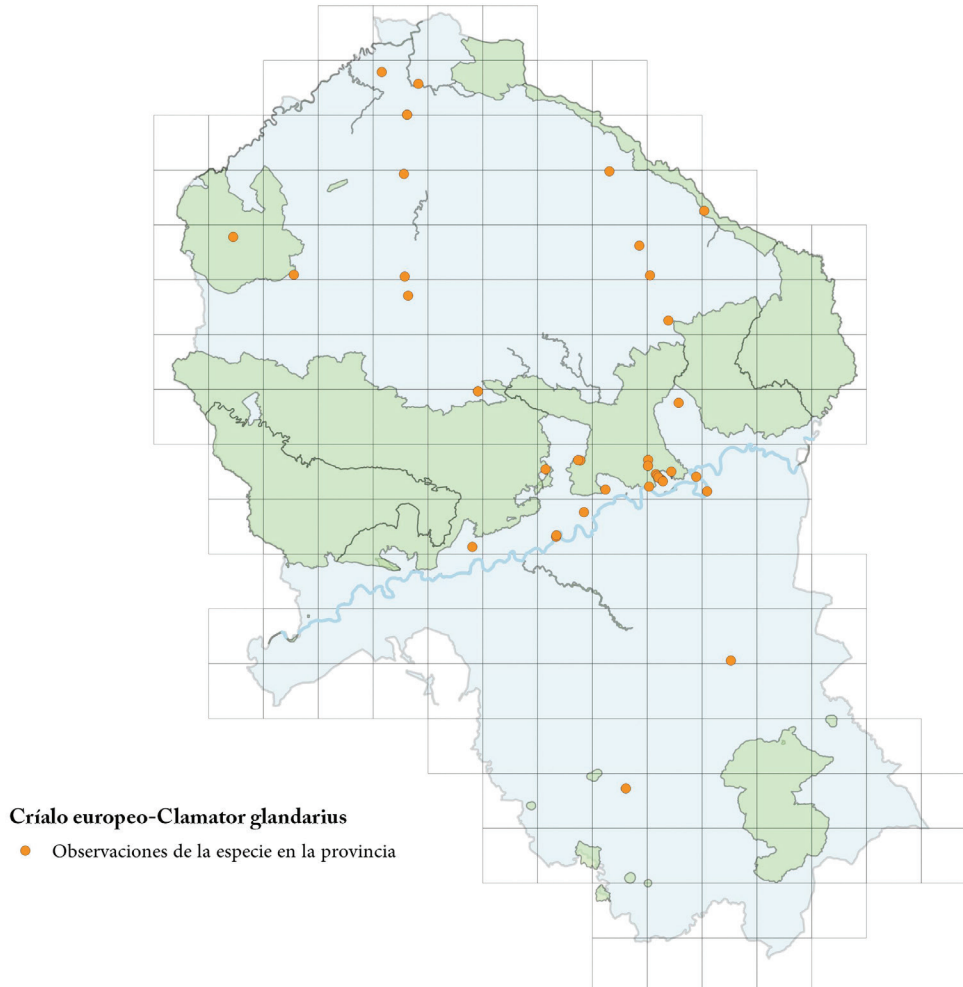 Críalo europeo-Clamator glandarius
Observaciones de la especie en la provincia